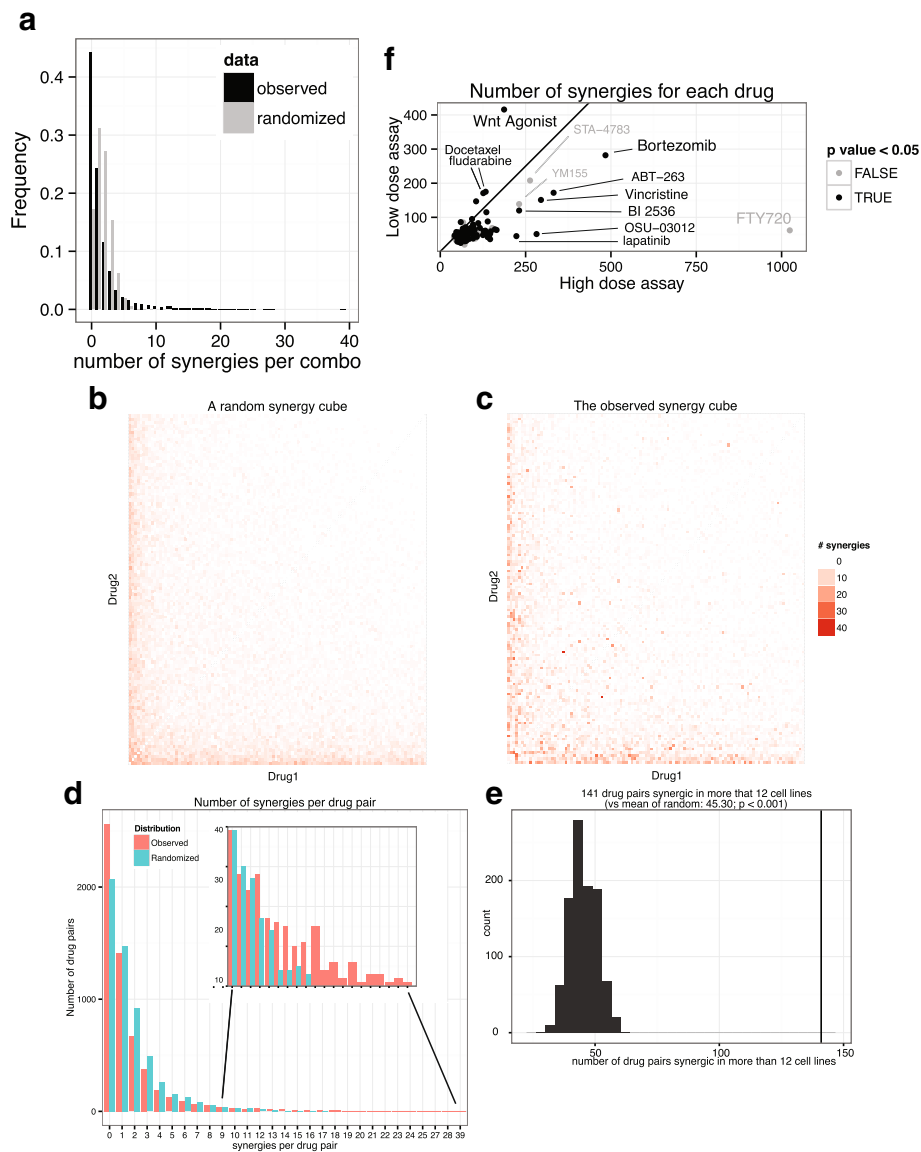 a
data
observed
randomized
Frequency
0.4
0.3
0.2
0.1
0.0
0 10 20 30 40
number of synergies per combo
f
Number of synergies for each drug
Low dose assay
400
300
200
100
Wnt Agonist
STA-4783
Docetaxel
fludarabine
Bortezomib
YM155
ABT-263
Vincristine
BI 2536
OSU-03012
lapatinib
FTY720
0 250 500 750 1000
High dose assay
p value < 0.05
FALSE
TRUE
b
A random synergy cube
Drug2
Drug1
c
The observed synergy cube
Drug2
Drug1
# synergies
0
10
20
30
40
d
Number of synergies per drug pair
Distribution
Observed
Randomized
Number of drug pairs
2000
1000
0
40
30
20
10
0 1 2 3 4 5 6 7 8 9 10 11 12 13 14 15 16 17 18 19 20 21 22 24 25 26 27 28 39
synergies per drug pair
e
141 drug pairs synergic in more that 12 cell lines
(vs mean of random: 45.30; p < 0.001)
count
200
100
0
50 100 150
number of drug pairs synergic in more than 12 cell lines